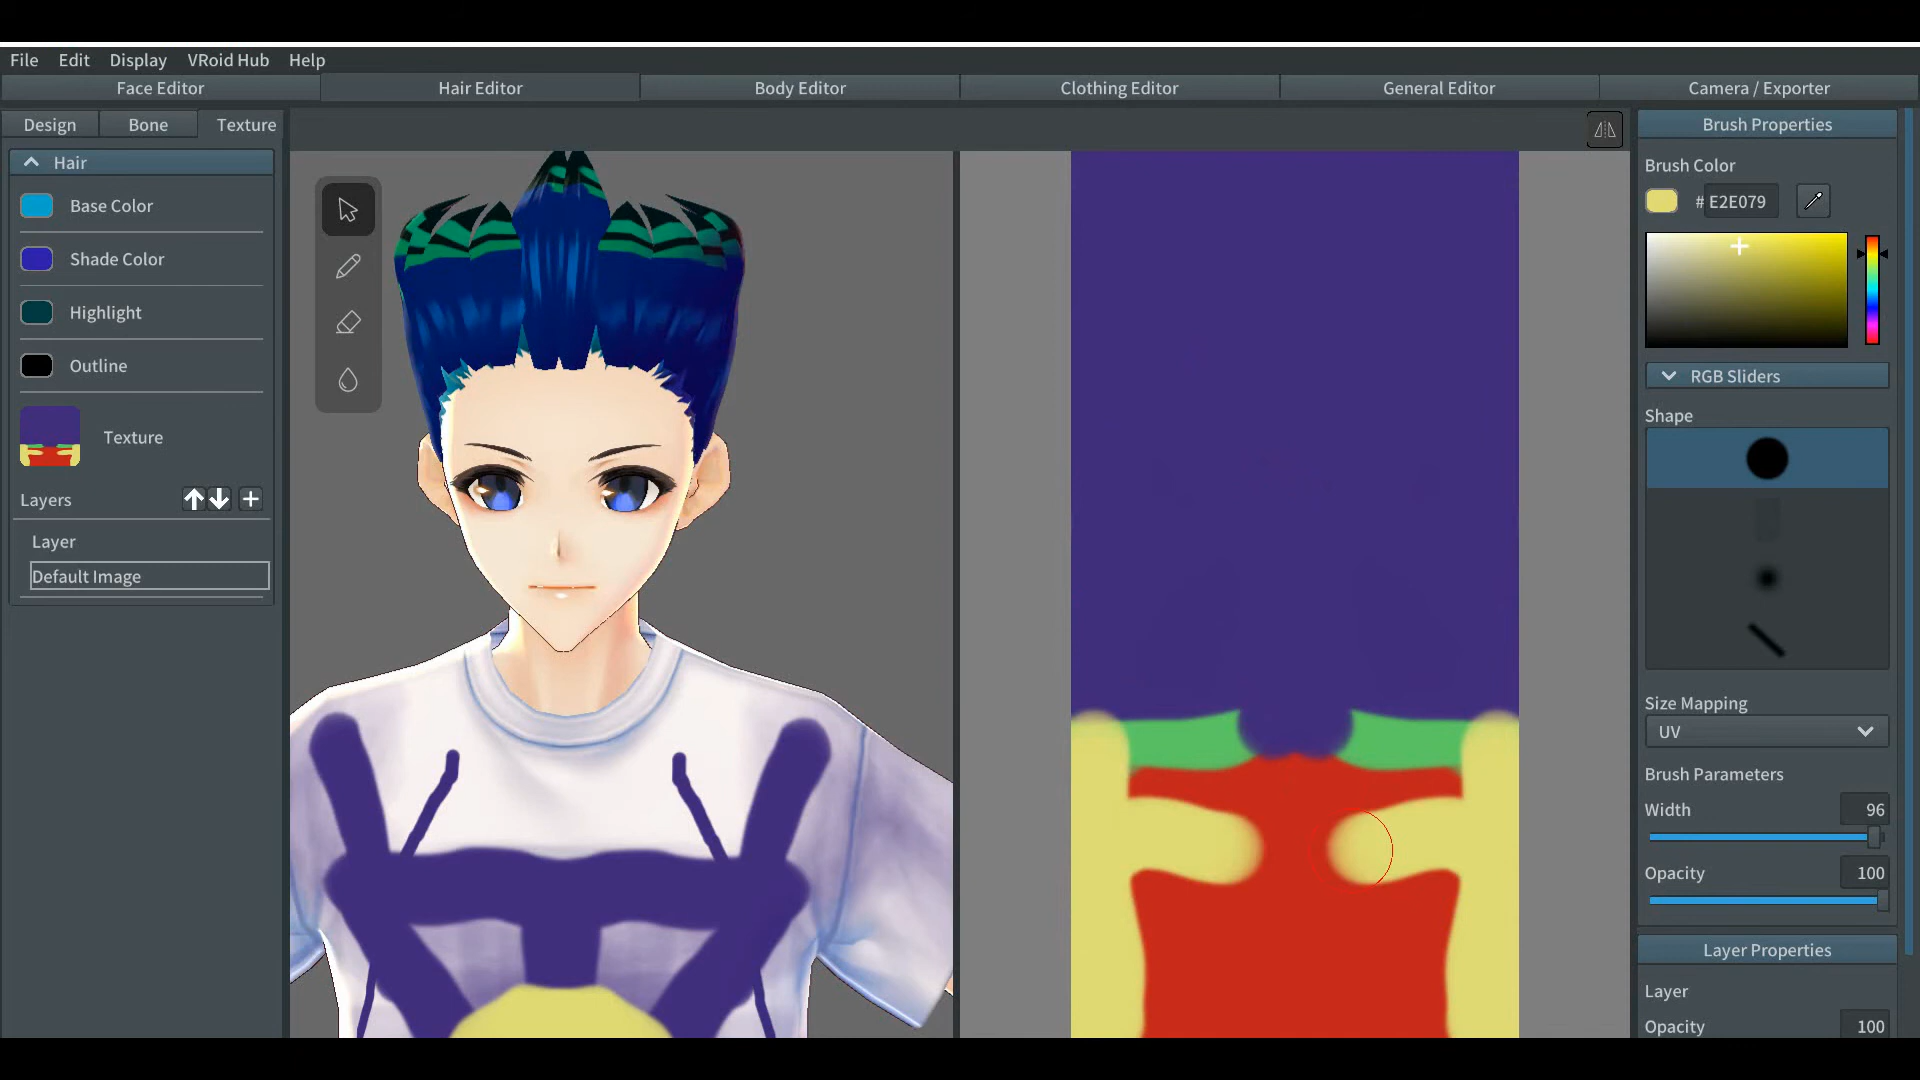 File Edit Display VRoid Hub Help
Face Editor Hair Editor Body Editor Clothing Editor General Editor Camera / Exporter
Design Bone Texture
Hair
Base Color
Shade Color
Highlight
Outline
Texture
Layers
Layer
Default Image
Brush Properties
Brush Color
# E2E079
RGB Sliders
Shape
Size Mapping
UV
Brush Parameters
Width 96
Opacity 100
Layer Properties
Layer
Opacity 100